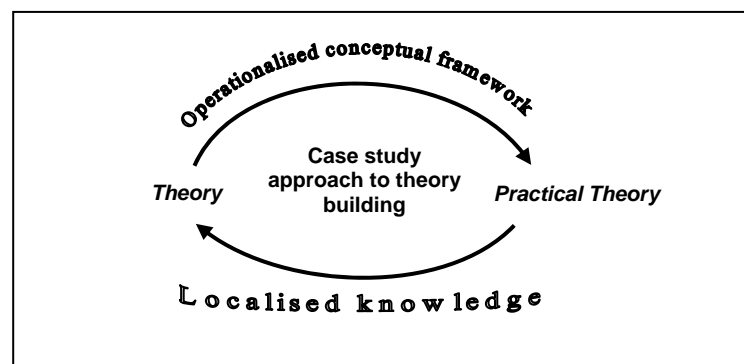 Operationalised conceptual framework
Case study
approach to theory
building
Theory
Practical Theory
Localised knowledge